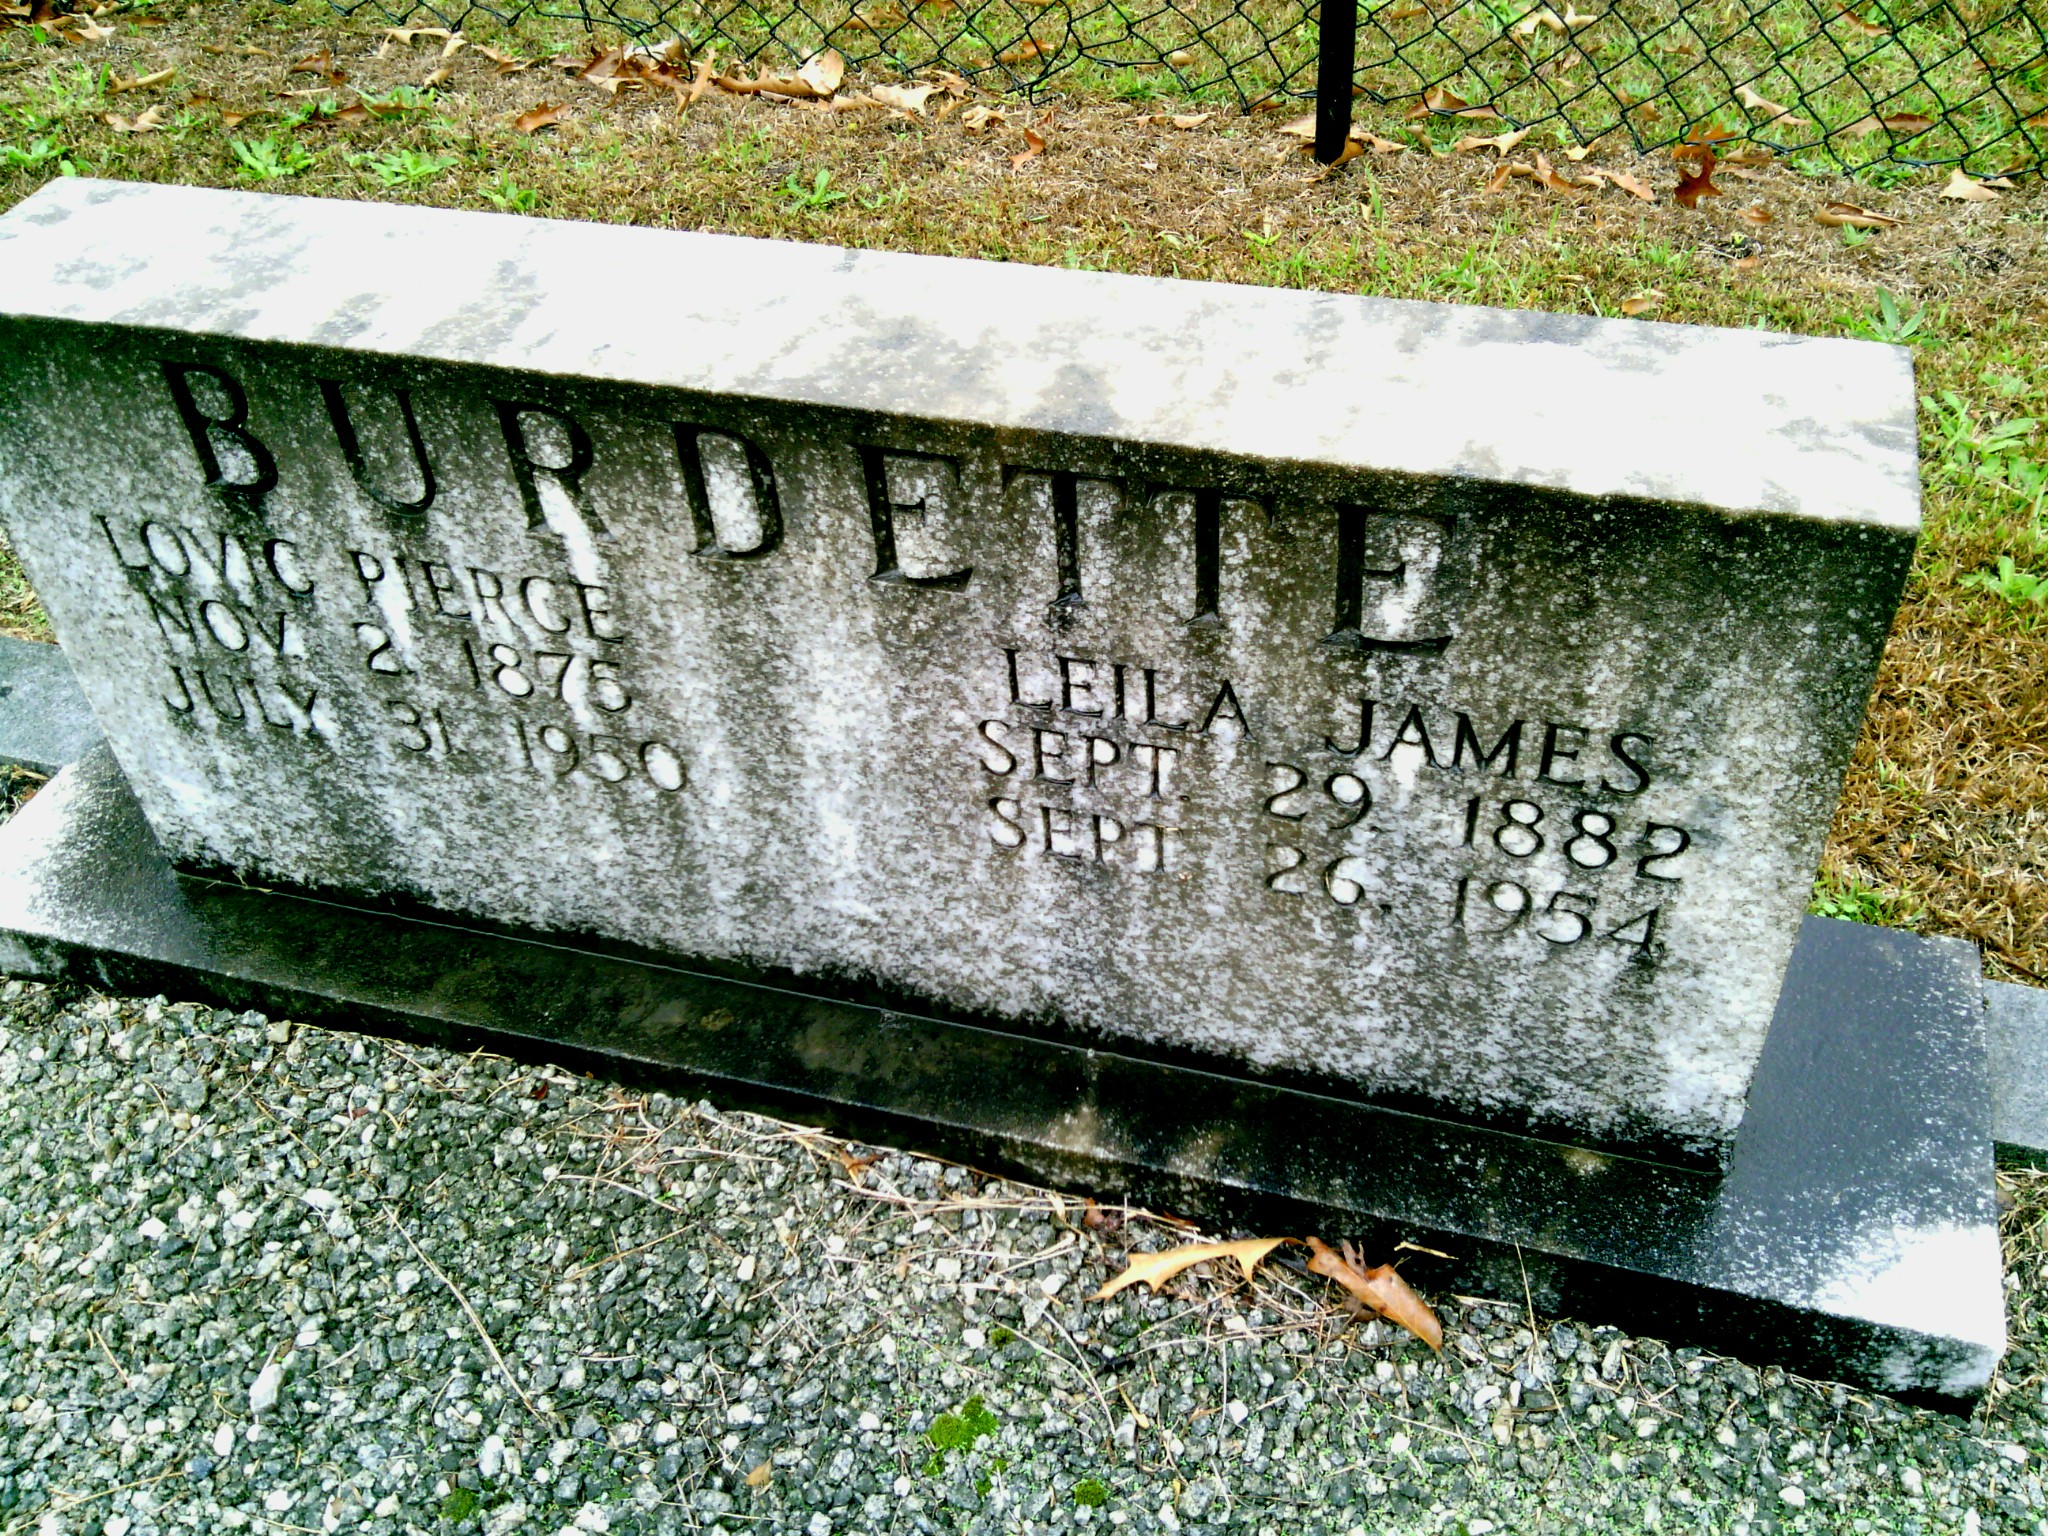 BURDETTE
LOVIC PIERCE
NOV. 2, 1875
JULY 31, 1950
LEILA JAMES
SEPT. 29, 1882
SEPT. 26, 1954